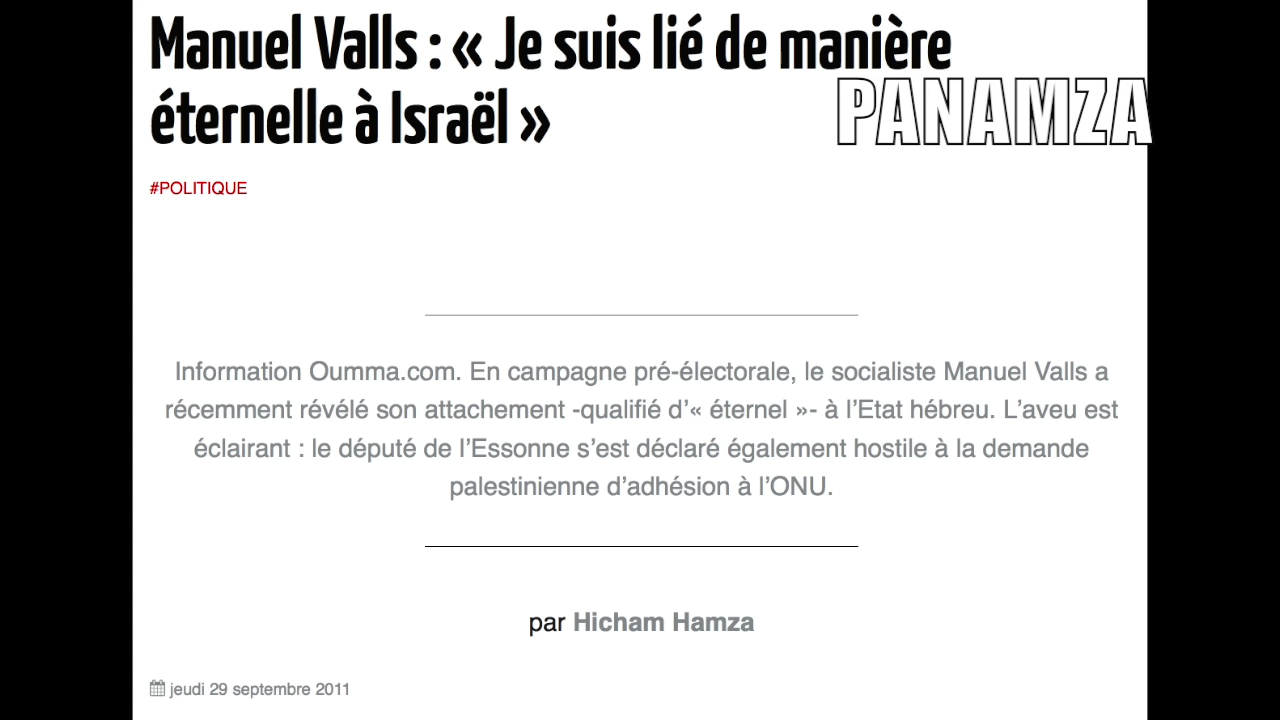 Manuel Valls : « Je suis lié de manière
éternelle à Israël »
PANAMZA
#POLITIQUE
Information Oumma.com. En campagne pré-électorale, le socialiste Manuel Valls a
récemment révélé son attachement -qualifié d’« éternel »- à l’Etat hébreu. L’aveu est
éclairant : le député de l’Essonne s’est déclaré également hostile à la demande
palestinienne d’adhésion à l’ONU.
par Hicham Hamza
jeudi 29 septembre 2011